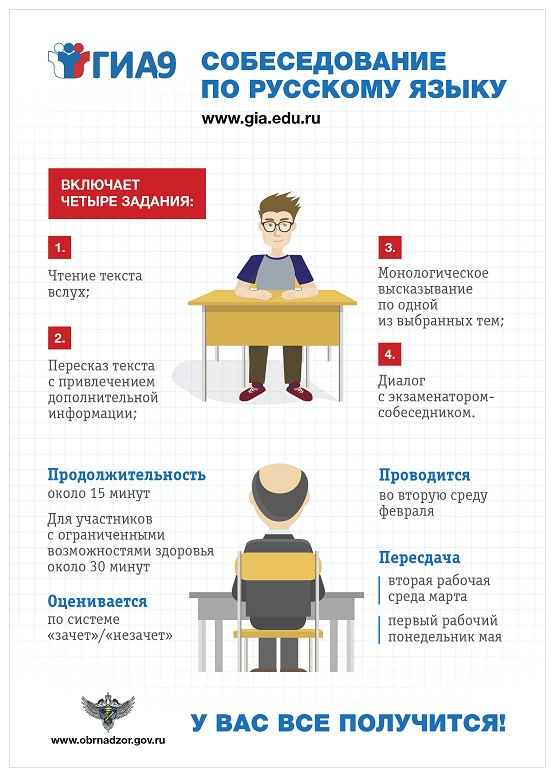 ГИА9
СОБЕСЕДОВАНИЕ
ПО РУССКОМУ ЯЗЫКУ
www.gia.edu.ru
ВКЛЮЧАЕТ
ЧЕТЫРЕ ЗАДАНИЯ:
1.
Чтение текста
вслух;
2.
Пересказ текста
с привлечением
дополнительной
информации;
3.
Монологическое
высказывание
по одной
из выбранных тем;
4.
Диалог
с экзаменатором-
собеседником.
Продолжительность
около 15 минут
Для участников
с ограниченными
возможностями здоровья
около 30 минут
Оценивается
по системе
«зачет»/«незачет»
Проводится
во вторую среду
февраля
Пересдача
вторая рабочая
среда марта
первый рабочий
понедельник мая
www.obrnadzor.gov.ru
У ВАС ВСЕ ПОЛУЧИТСЯ!